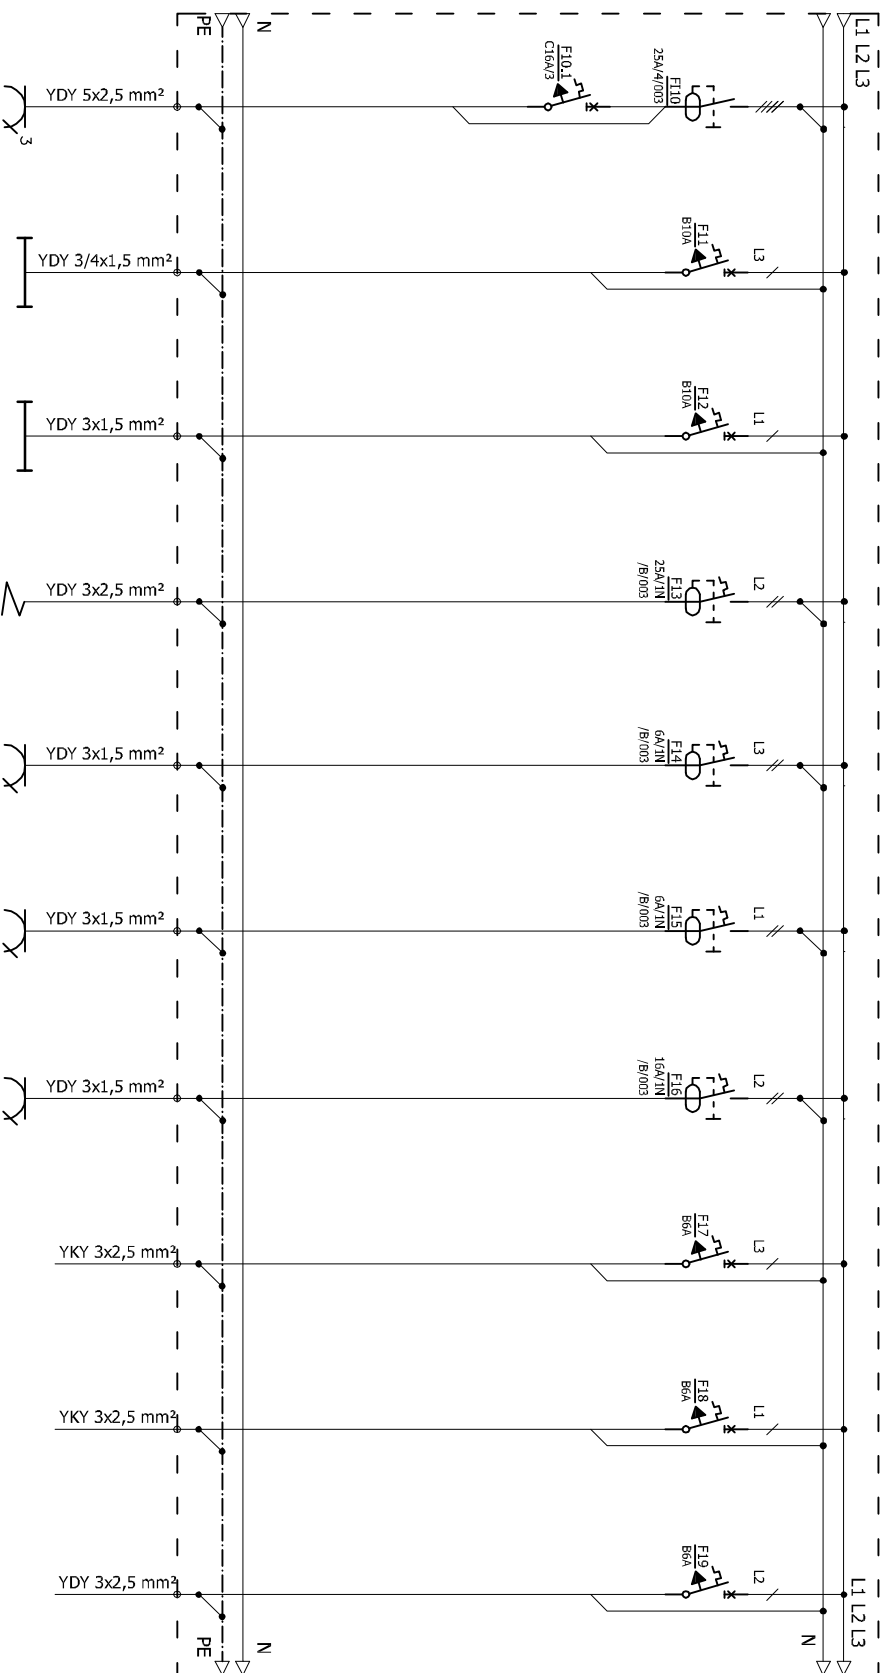 PE
N
L1 L2 L3
YDY 5x2,5 mm²
3
F10.1
C16A/3
FI10
25A/4/003
YDY 3/4x1,5 mm²
F11
B10A
L3
YDY 3x1,5 mm²
F12
B10A
L1
YDY 3x2,5 mm²
F13
25A/1N
/B/003
L2
YDY 3x1,5 mm²
F14
6A/1N
/B/003
L3
YDY 3x1,5 mm²
F15
6A/1N
/B/003
L1
YDY 3x1,5 mm²
F16
16A/1N
/B/003
L2
YKY 3x2,5 mm²
F17
B6A
L3
YKY 3x2,5 mm²
F18
B6A
L1
YDY 3x2,5 mm²
F19
B6A
L2
PE
N
N
L1 L2 L3